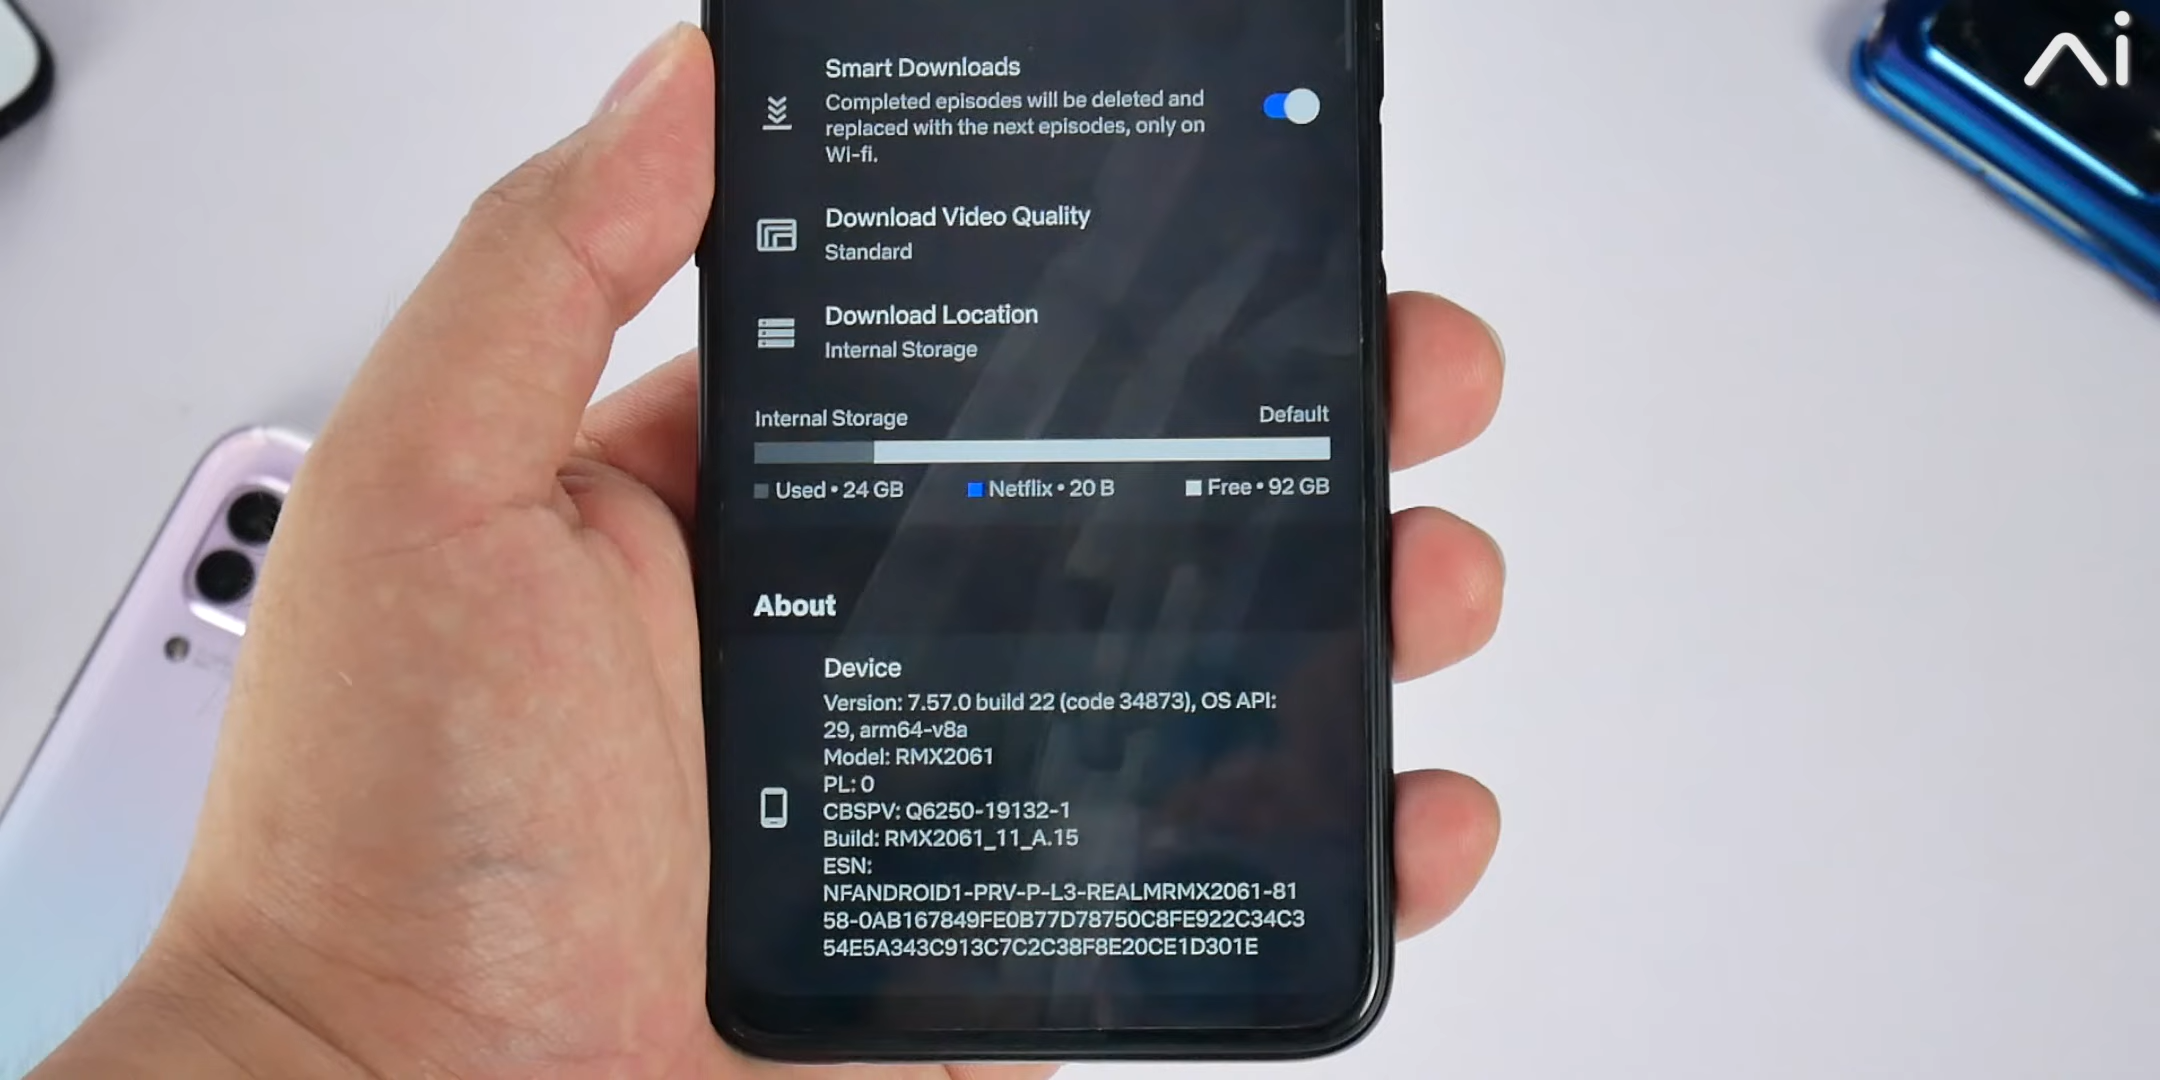 Ai
Smart Downloads
Completed episodes will be deleted and
replaced with the next episodes, only on
Wi-fi.
Download Video Quality
Standard
Download Location
Internal Storage
Internal Storage Default
Used • 24 GB Netflix • 20 B Free • 92 GB
About
Device
Version: 7.57.0 build 22 (code 34873), OS API:
29, arm64-v8a
Model: RMX2061
PL: 0
CBSPV: Q6250-19132-1
Build: RMX2061_11_A.15
ESN:
NFANDROID1-PRV-P-L3-REALMRMX2061-81
58-0AB167849FE0B77D78750C8FE922C34C3
54E5A343C913C7C2C38F8E20CE1D301E